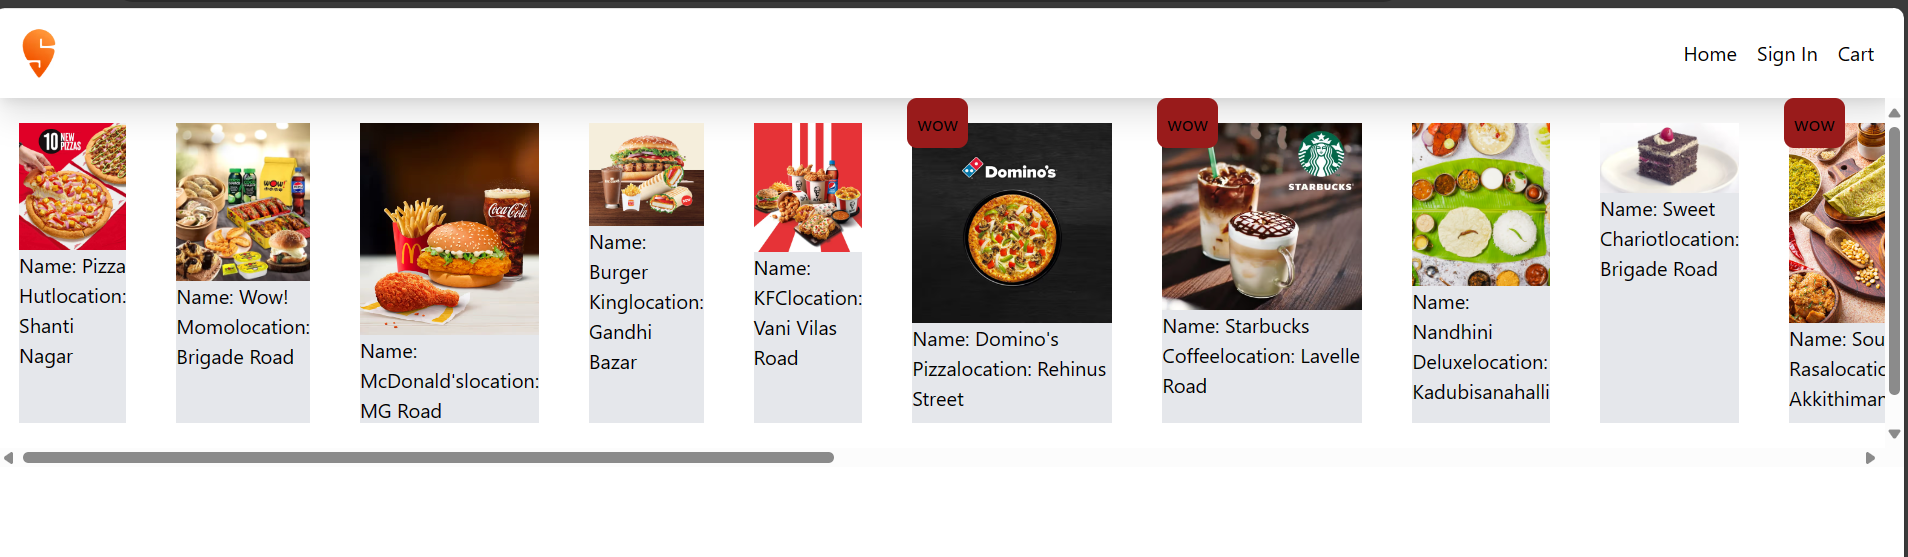 Home Sign In Cart
10 NEW PIZZAS
Name: Pizza
Hutlocation:
Shanti
Nagar
WOW!
Name: Wow!
Momolocation:
Brigade Road
Coca-Cola
Name:
McDonald'slocation:
MG Road
Name:
Burger
Kinglocation:
Gandhi
Bazar
Name:
KFClocation:
Vani Vilas
Road
wow
Domino's
Name: Domino's
Pizzalocation: Rehinus
Street
wow
STARBUCKS
Name: Starbucks
Coffeelocation: Lavelle
Road
Name:
Nandhini
Deluxelocation:
Kadubisanahalli
Name: Sweet
Chariotlocation:
Brigade Road
wow
Name: Sou
Rasalocatio
Akkithimar